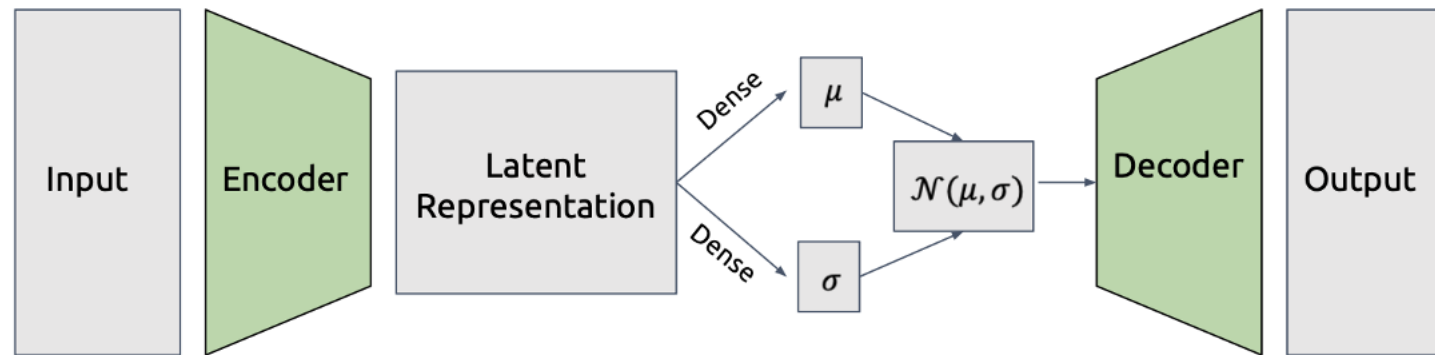 Input
Encoder
Latent
Representation
Dense
Dense
μ
σ
𝒩(μ, σ)
Decoder
Output